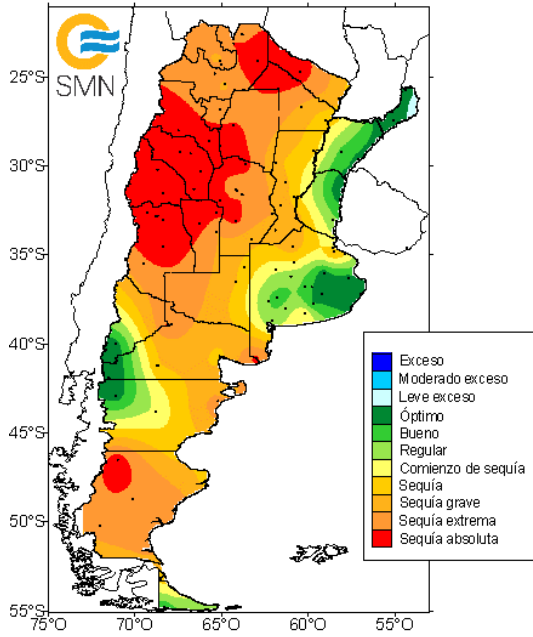 SMN
25°S
30°S
35°S
40°S
45°S
50°S
55°S
75°O 70°O 65°O 60°O 55°O
Exceso
Moderado exceso
Leve exceso
Óptimo
Bueno
Regular
Comienzo de sequía
Sequía
Sequía grave
Sequía extrema
Sequía absoluta